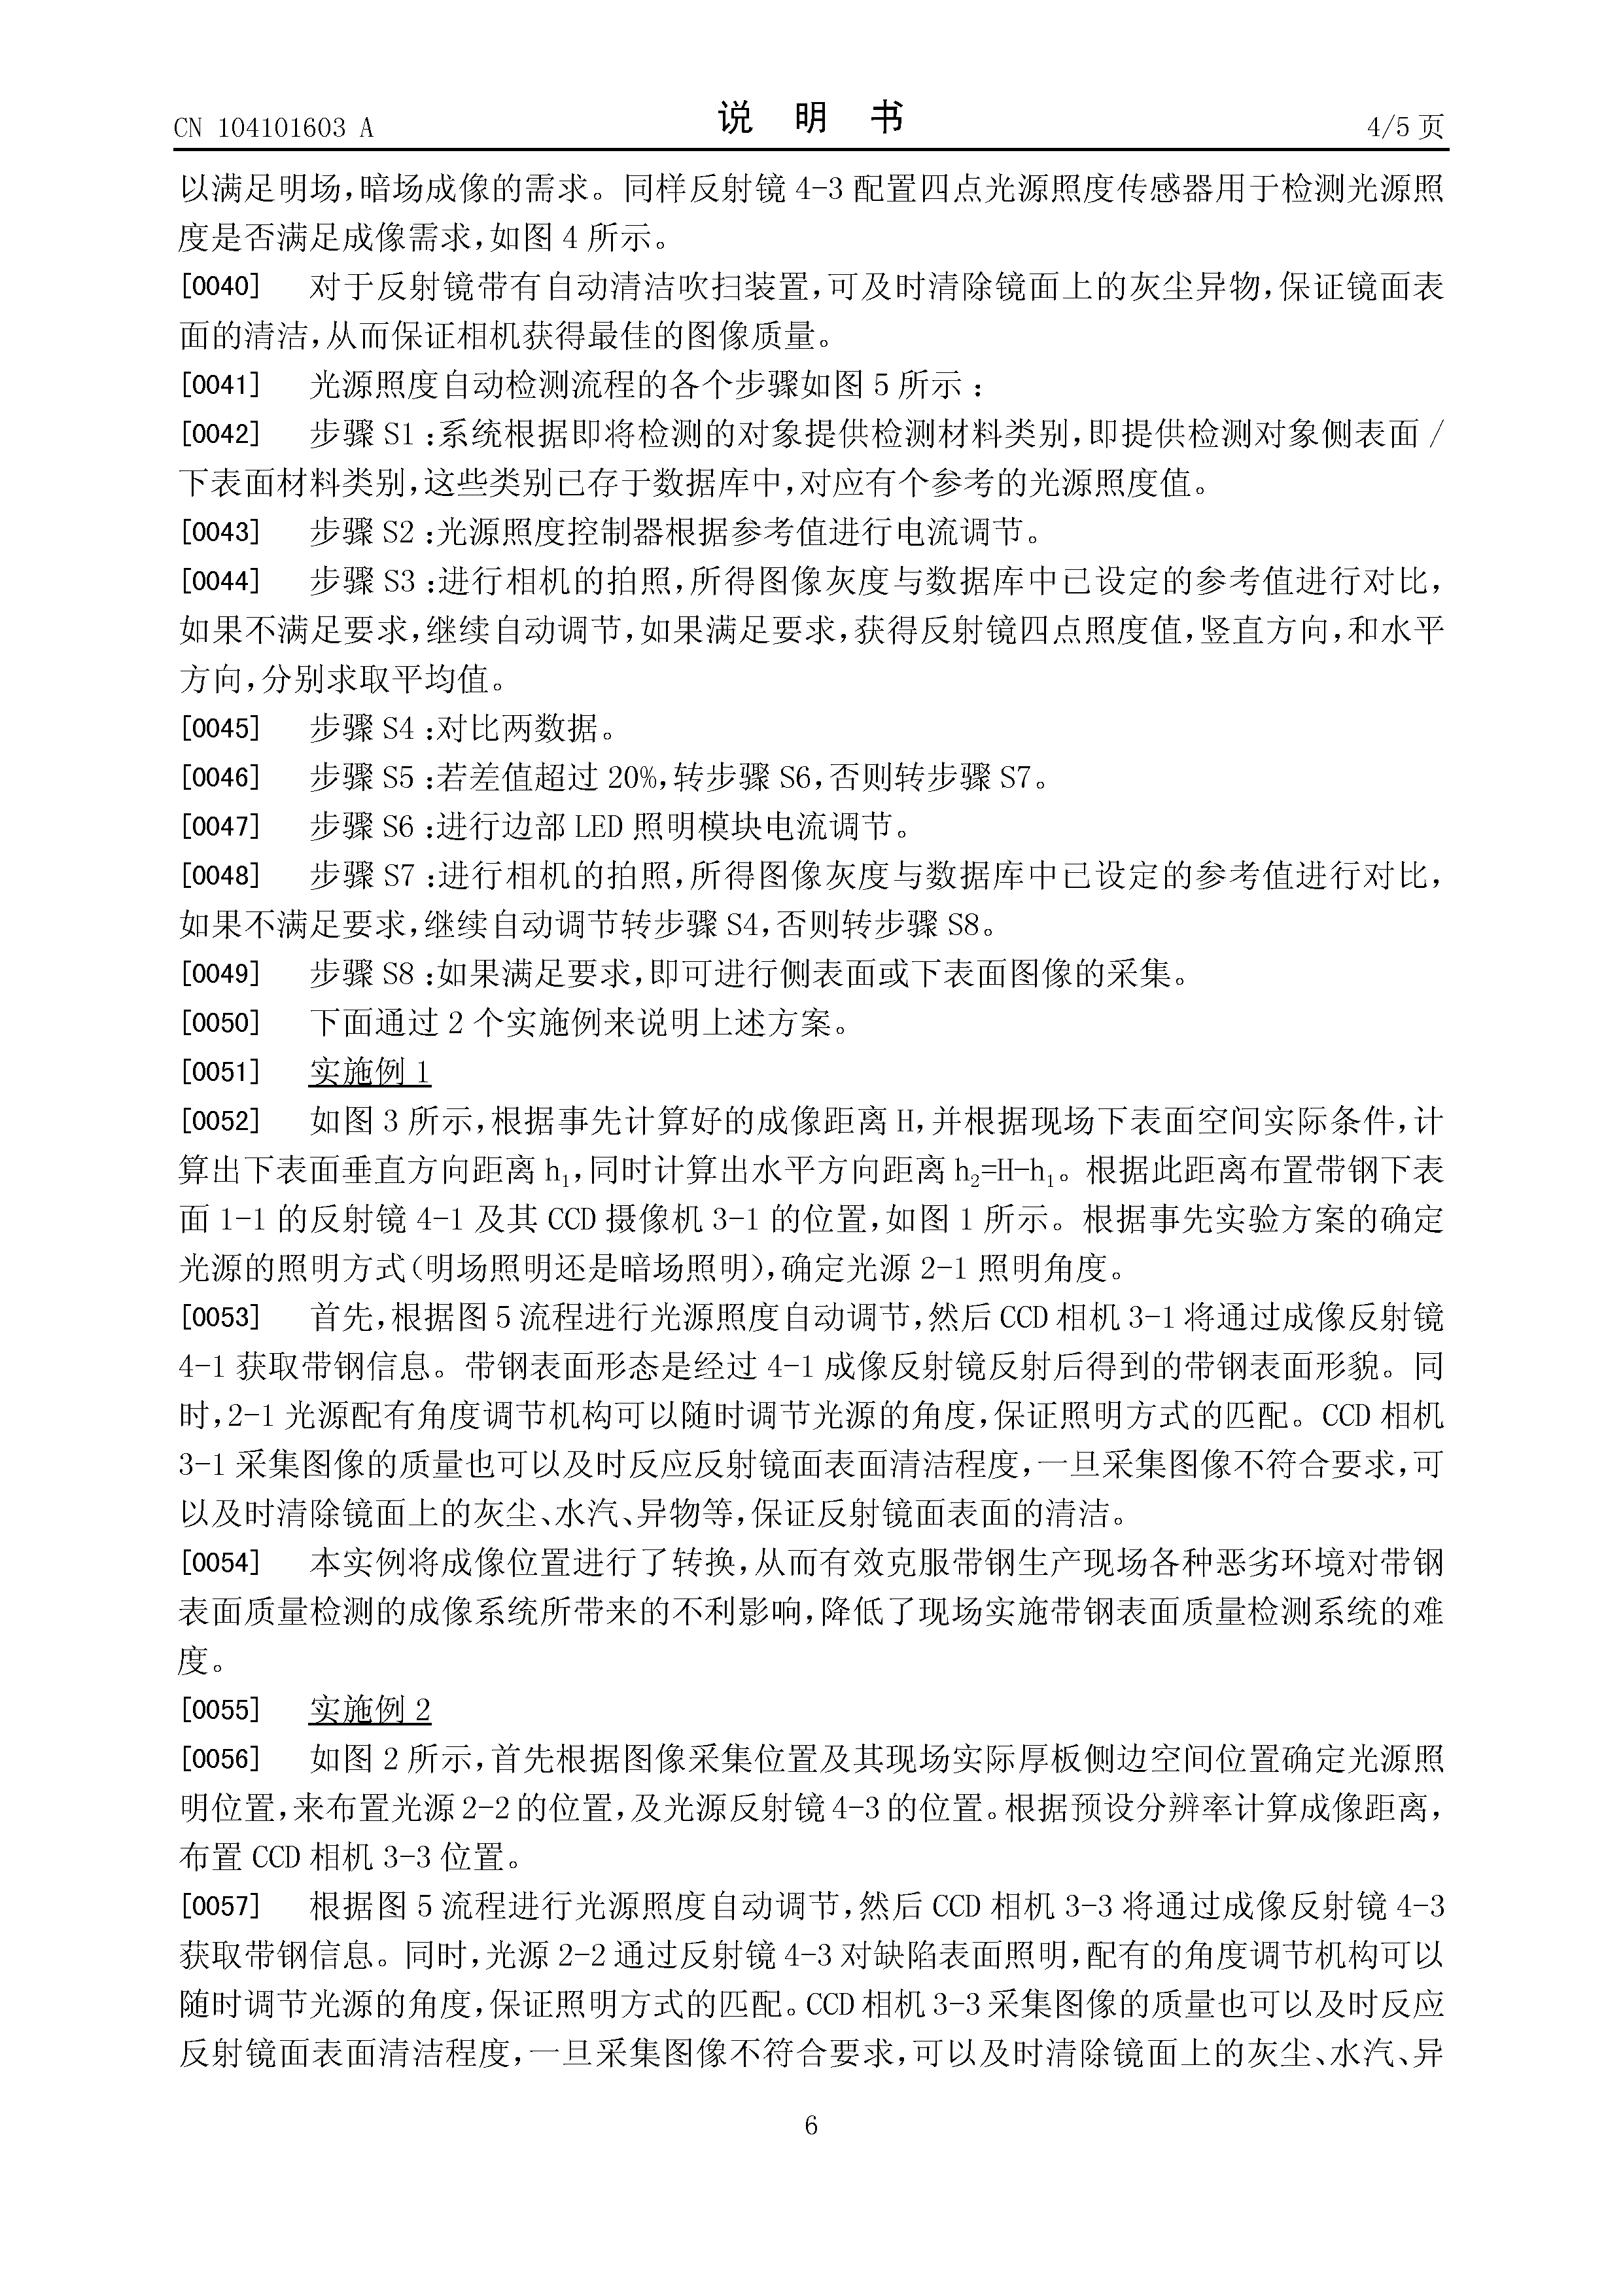 CN 104101603 A
说 明 书
4/5 页
以满足明场,暗场成像的需求。同样反射镜 4-3 配置四点光源照度传感器用于检测光源照
度是否满足成像需求,如图 4 所示。
[0040] 对于反射镜带有自动清洁吹扫装置,可及时清除镜面上的灰尘异物,保证镜面表
面的清洁,从而保证相机获得最佳的图像质量。
[0041] 光源照度自动检测流程的各个步骤如图 5 所示 :
[0042] 步骤 S1 :系统根据即将检测的对象提供检测材料类别,即提供检测对象侧表面 /
下表面材料类别,这些类别已存于数据库中,对应有个参考的光源照度值。
[0043] 步骤 S2 :光源照度控制器根据参考值进行电流调节。
[0044] 步骤 S3 :进行相机的拍照,所得图像灰度与数据库中已设定的参考值进行对比,
如果不满足要求,继续自动调节,如果满足要求,获得反射镜四点照度值,竖直方向,和水平
方向,分别求取平均值。
[0045] 步骤 S4 :对比两数据。
[0046] 步骤 S5 :若差值超过 20%,转步骤 S6,否则转步骤 S7。
[0047] 步骤 S6 :进行边部 LED 照明模块电流调节。
[0048] 步骤 S7 :进行相机的拍照,所得图像灰度与数据库中已设定的参考值进行对比,
如果不满足要求,继续自动调节转步骤 S4,否则转步骤 S8。
[0049] 步骤 S8 :如果满足要求,即可进行侧表面或下表面图像的采集。
[0050] 下面通过 2 个实施例来说明上述方案。
[0051] 实施例 1
[0052] 如图 3 所示,根据事先计算好的成像距离 H,并根据现场下表面空间实际条件,计
算出下表面垂直方向距离 h₁,同时计算出水平方向距离 h₂=H-h₁。根据此距离布置带钢下表
面 1-1 的反射镜 4-1 及其 CCD 摄像机 3-1 的位置,如图 1 所示。根据事先实验方案的确定
光源的照明方式(明场照明还是暗场照明),确定光源 2-1 照明角度。
[0053] 首先,根据图 5 流程进行光源照度自动调节,然后 CCD 相机 3-1 将通过成像反射镜
4-1 获取带钢信息。带钢表面形态是经过 4-1 成像反射镜反射后得到的带钢表面形貌。同
时,2-1 光源配有角度调节机构可以随时调节光源的角度,保证照明方式的匹配。CCD 相机
3-1 采集图像的质量也可以及时反应反射镜面表面清洁程度,一旦采集图像不符合要求,可
以及时清除镜面上的灰尘、水汽、异物等,保证反射镜面表面的清洁。
[0054] 本实例将成像位置进行了转换,从而有效克服带钢生产现场各种恶劣环境对带钢
表面质量检测的成像系统所带来的不利影响,降低了现场实施带钢表面质量检测系统的难
度。
[0055] 实施例 2
[0056] 如图 2 所示,首先根据图像采集位置及其现场实际厚板侧边空间位置确定光源照
明位置,来布置光源 2-2 的位置,及光源反射镜 4-3 的位置。根据预设分辨率计算成像距离,
布置 CCD 相机 3-3 位置。
[0057] 根据图 5 流程进行光源照度自动调节,然后 CCD 相机 3-3 将通过成像反射镜 4-3
获取带钢信息。同时,光源 2-2 通过反射镜 4-3 对缺陷表面照明,配有的角度调节机构可以
随时调节光源的角度,保证照明方式的匹配。CCD 相机 3-3 采集图像的质量也可以及时反应
反射镜面表面清洁程度,一旦采集图像不符合要求,可以及时清除镜面上的灰尘、水汽、异
6